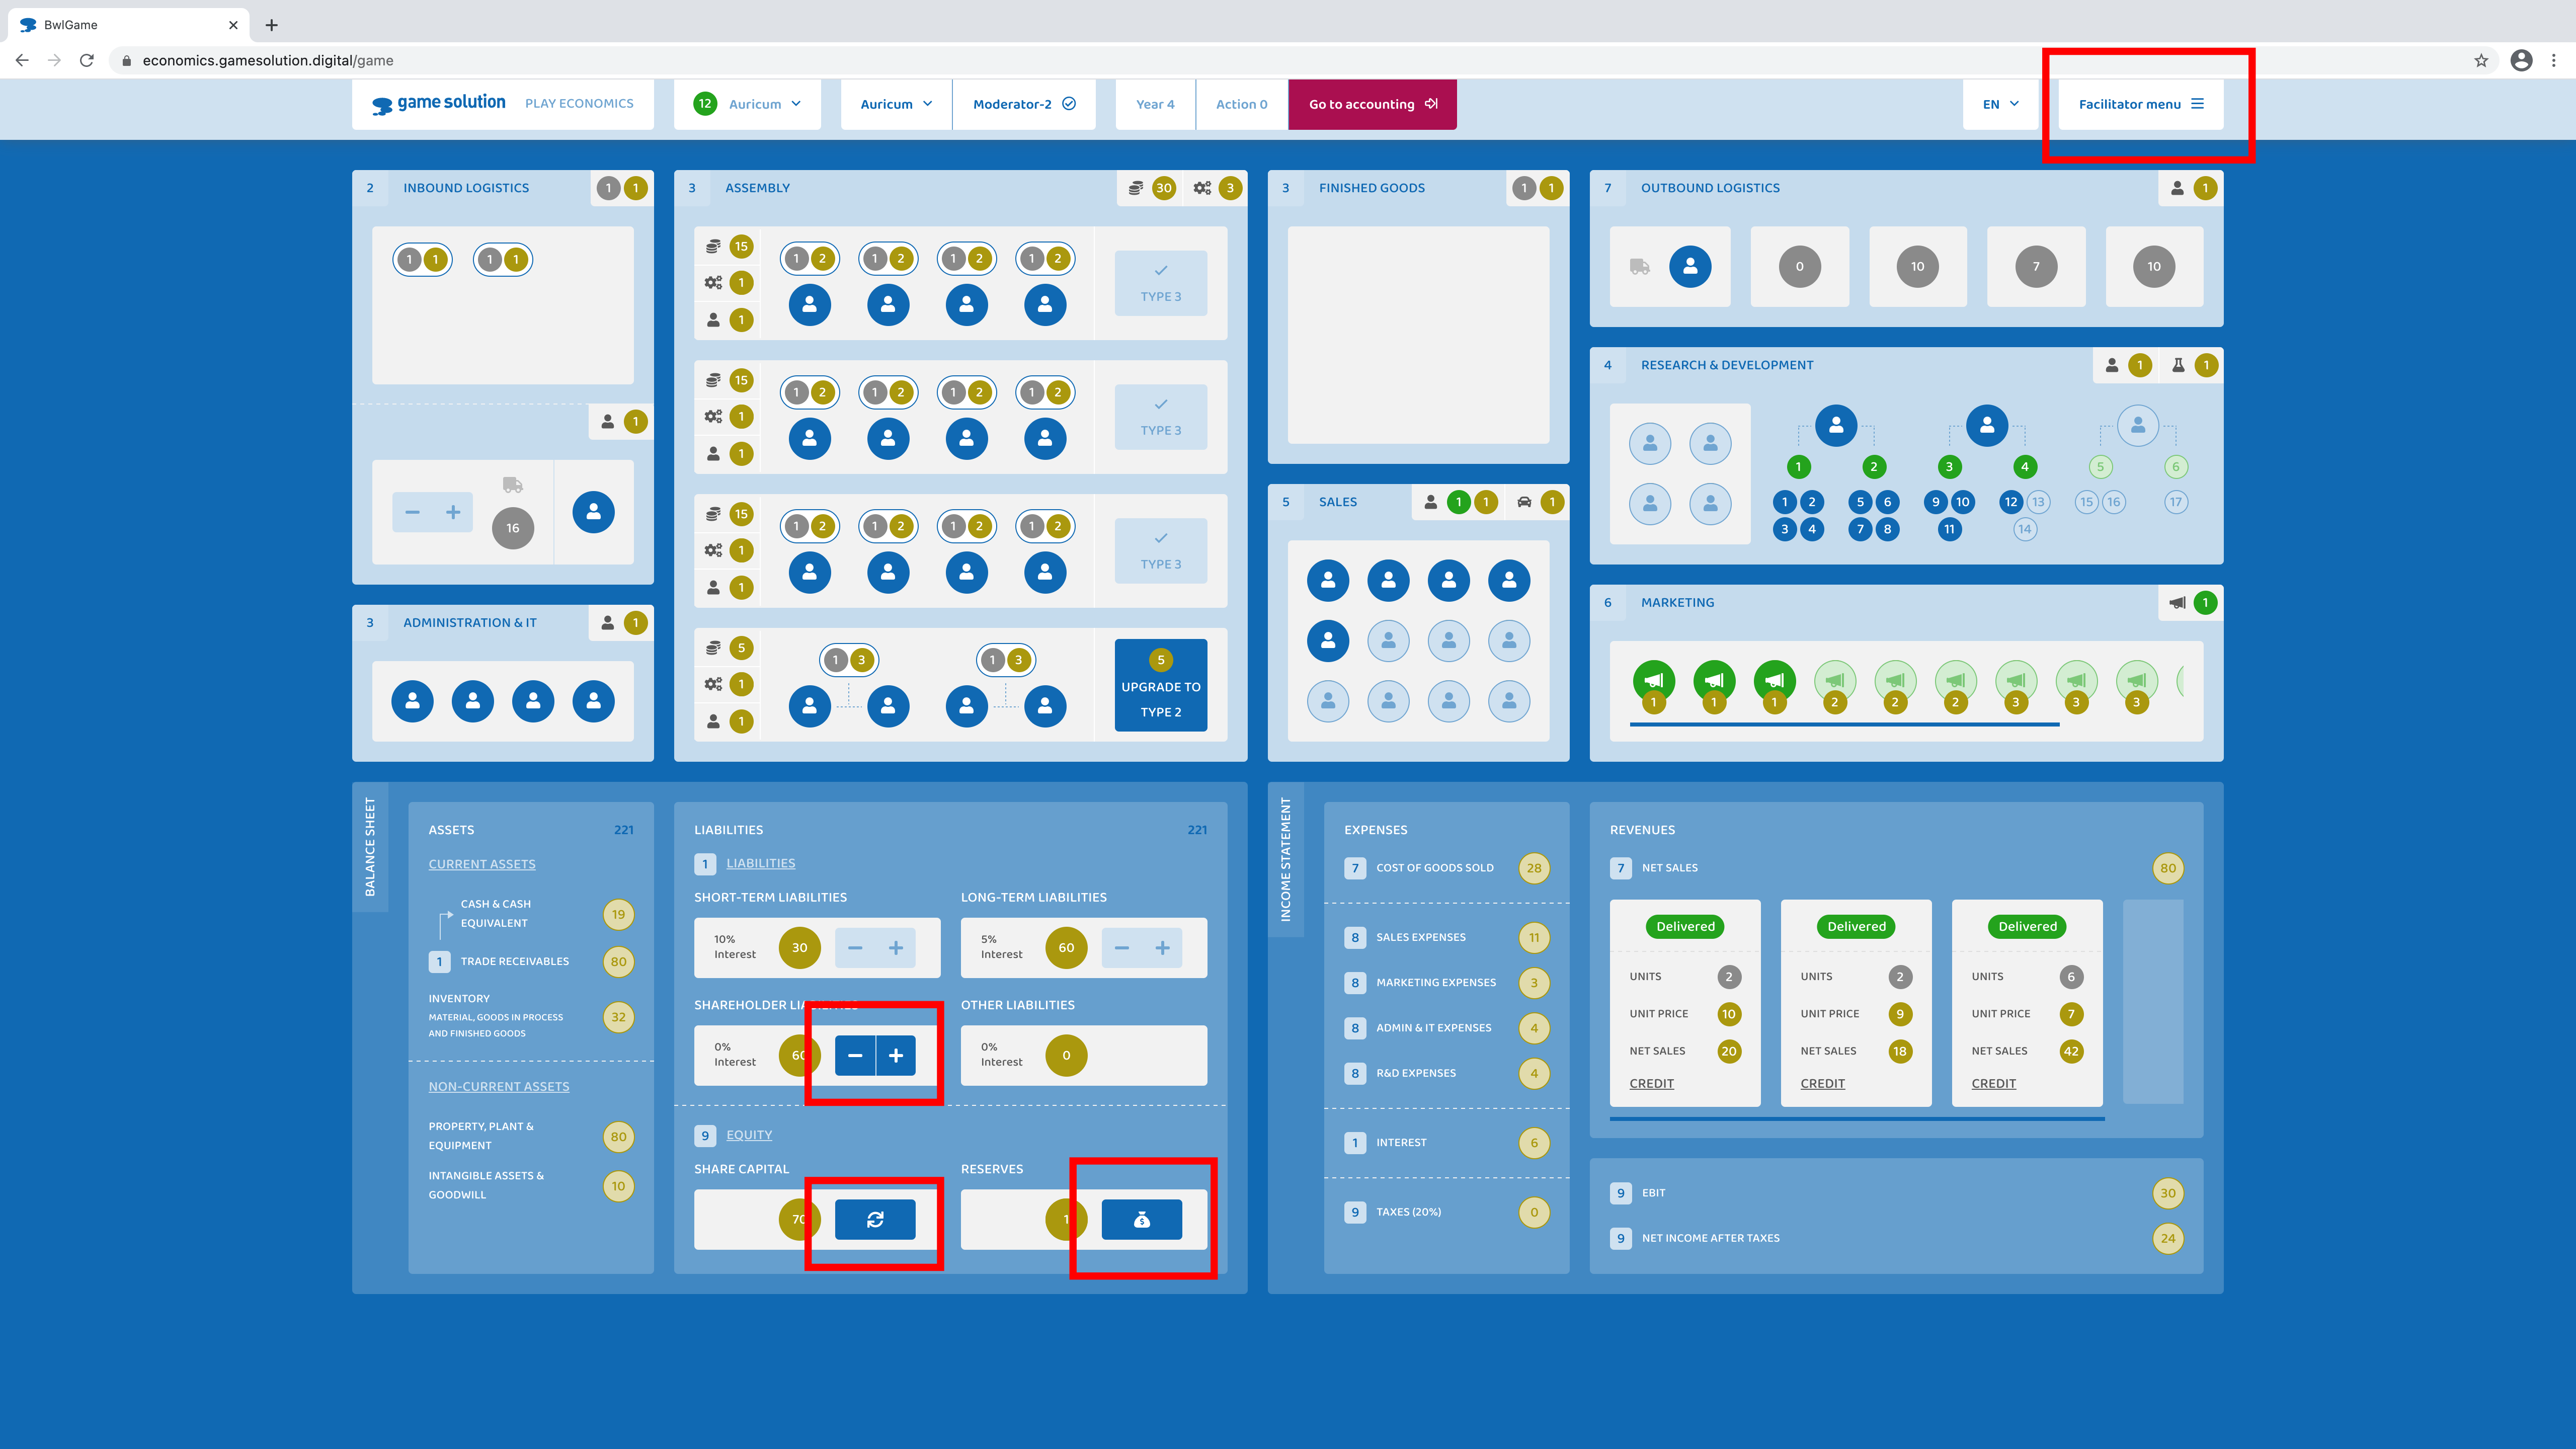 BwlGame
economics.gamesolution.digital/game
game solution PLAY ECONOMICS
12 Auricum
Auricum
Moderator-2
Year 4
Action 0
Go to accounting
EN
Facilitator menu
2 INBOUND LOGISTICS 1 1
1 1 1 1
1
16
3 ADMINISTRATION & IT 1
3 ASSEMBLY 30 3
15 1 2 1 2 1 2 1 2
1
1
TYPE 3
15 1 2 1 2 1 2 1 2
1
1
TYPE 3
15 1 2 1 2 1 2 1 2
1
1
TYPE 3
5 1 3 1 3
1
1
5
UPGRADE TO
TYPE 2
3 FINISHED GOODS 1 1
5 SALES 1 1 1
7 OUTBOUND LOGISTICS 1
0 10 7 10
4 RESEARCH & DEVELOPMENT 1 1
1 2 3 4 5 6
1 2 5 6 9 10 12 13 15 16 17
3 4 7 8 11 14
6 MARKETING 1
1 1 1 2 2 2 3 3 3
BALANCE SHEET
ASSETS 221
CURRENT ASSETS
CASH & CASH
EQUIVALENT 19
1 TRADE RECEIVABLES 80
INVENTORY
MATERIAL, GOODS IN PROCESS
AND FINISHED GOODS 32
NON-CURRENT ASSETS
PROPERTY, PLANT &
EQUIPMENT 80
INTANGIBLE ASSETS &
GOODWILL 10
LIABILITIES 221
1 LIABILITIES
SHORT-TERM LIABILITIES
10%
Interest 30
LONG-TERM LIABILITIES
5%
Interest 60
SHAREHOLDER LIABILITIES
0%
Interest 60
OTHER LIABILITIES
0%
Interest 0
9 EQUITY
SHARE CAPITAL
70
RESERVES
1
INCOME STATEMENT
EXPENSES
7 COST OF GOODS SOLD 28
8 SALES EXPENSES 11
8 MARKETING EXPENSES 3
8 ADMIN & IT EXPENSES 4
8 R&D EXPENSES 4
1 INTEREST 6
9 TAXES (20%) 0
REVENUES
7 NET SALES 80
Delivered
UNITS 2
UNIT PRICE 10
NET SALES 20
CREDIT
Delivered
UNITS 2
UNIT PRICE 9
NET SALES 18
CREDIT
Delivered
UNITS 6
UNIT PRICE 7
NET SALES 42
CREDIT
9 EBIT 30
9 NET INCOME AFTER TAXES 24